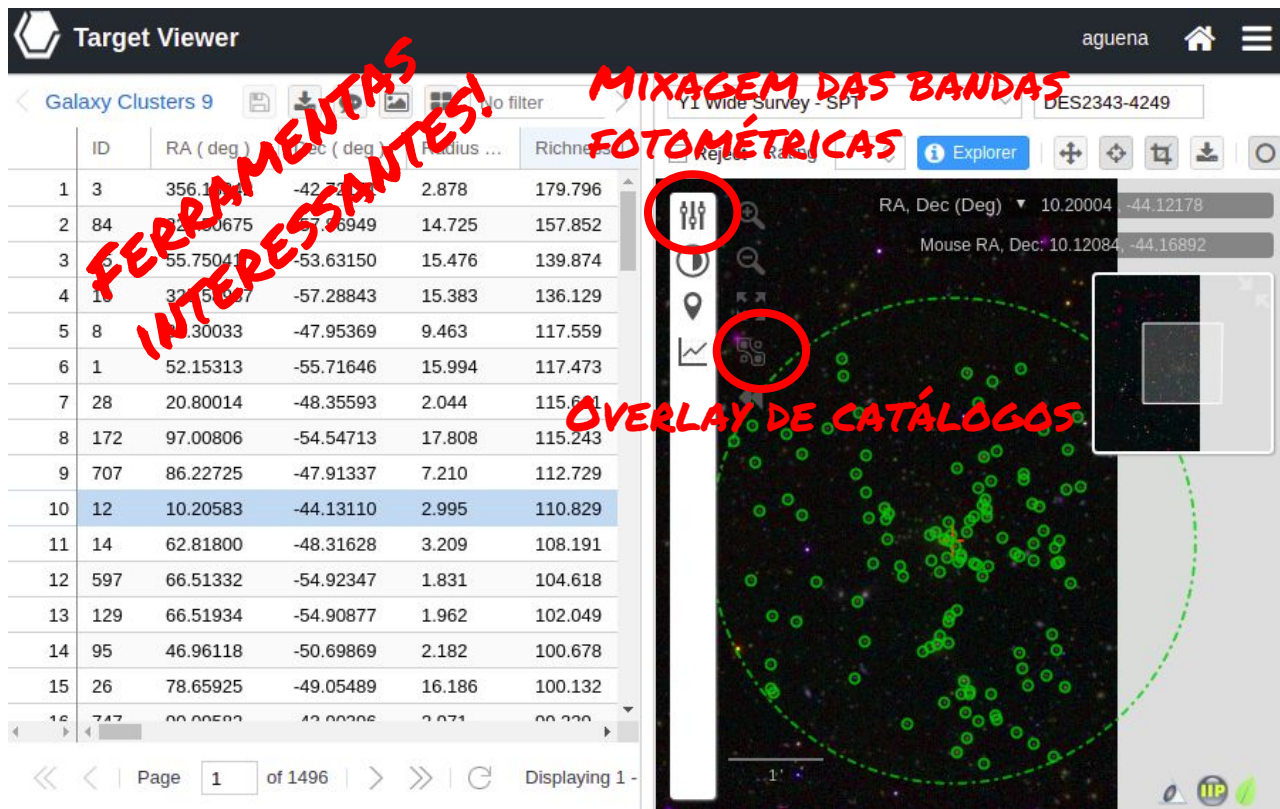 Target Viewer
aguena
Galaxy Clusters 9
No filter
Y1 Wide Survey - SPT
DES2343-4249
FERRAMENTAS
INTERESSANTES!
MIXAGEM DAS BANDAS
FOTOMÉTRICAS
Reject
Explorer
ID RA ( deg ) Dec ( deg ) Radius ... Richness
1 3 179.796 2.878
2 84 14.725 157.852
3 -53.63150 15.476 139.874
4 -57.28843 15.383 136.129
5 8 -47.95369 9.463 117.559
6 1 52.15313 -55.71646 15.994 117.473
7 28 20.80014 -48.35593 2.044
8 172 97.00806 -54.54713 17.808 115.243
9 707 86.22725 -47.91337 7.210 112.729
10 12 10.20583 -44.13110 2.995 110.829
11 14 62.81800 -48.31628 3.209 108.191
12 597 66.51332 -54.92347 1.831 104.618
13 129 66.51934 -54.90877 1.962 102.049
14 95 46.96118 -50.69869 2.182 100.678
15 26 78.65925 -49.05489 16.186 100.132
RA, Dec (Deg) 10.20004 , -44.12178
Mouse RA, Dec: 10.12084, -44.16892
OVERLAY DE CATÁLOGOS
1'
IIP
Page 1 of 1496
Displaying 1 -